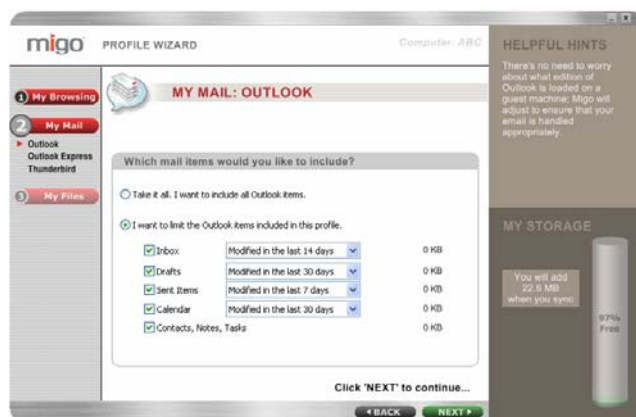 migo
PROFILE WIZARD
Computer: ABC
1 My Browsing
2 My Mail
Outlook
Outlook Express
Thunderbird
3 My Files
MY MAIL: OUTLOOK
Which mail items would you like to include?
Take it all. I want to include all Outlook items.
I want to limit the Outlook items included in this profile.
Inbox Modified in the last 14 days 0 KB
Drafts Modified in the last 30 days 0 KB
Sent Items Modified in the last 7 days 0 KB
Calendar Modified in the last 30 days 0 KB
Contacts, Notes, Tasks 0 KB
Click 'NEXT' to continue...
BACK NEXT
HELPFUL HINTS
There's no need to worry
about what edition of
Outlook is loaded on a
guest machine; Migo will
adjust to ensure that your
email is handled
appropriately.
MY STORAGE
You will add
22.6 MB
when you sync
97%
Free